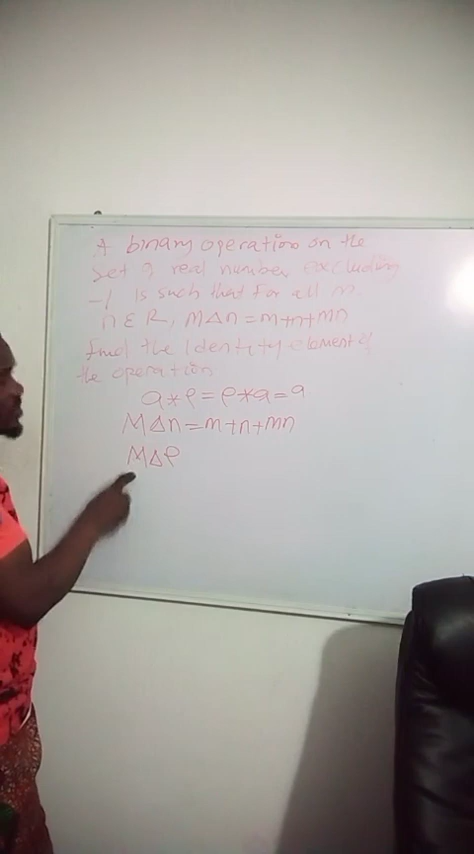 A binary operation on the
set of real number excluding
-1 is such that for all m,
n ∈ R, M∆n = m+n+mn
find the Identity element of
the operation
a*e = e*a = a
M∆n = m+n+mn
M∆e